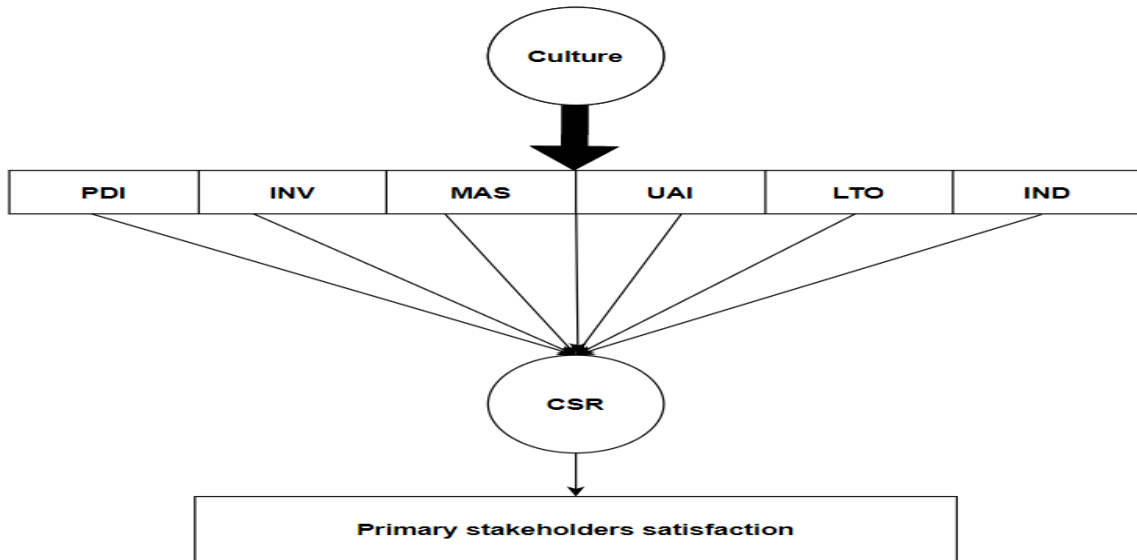 Culture
PDI INV MAS UAI LTO IND
CSR
Primary stakeholders satisfaction